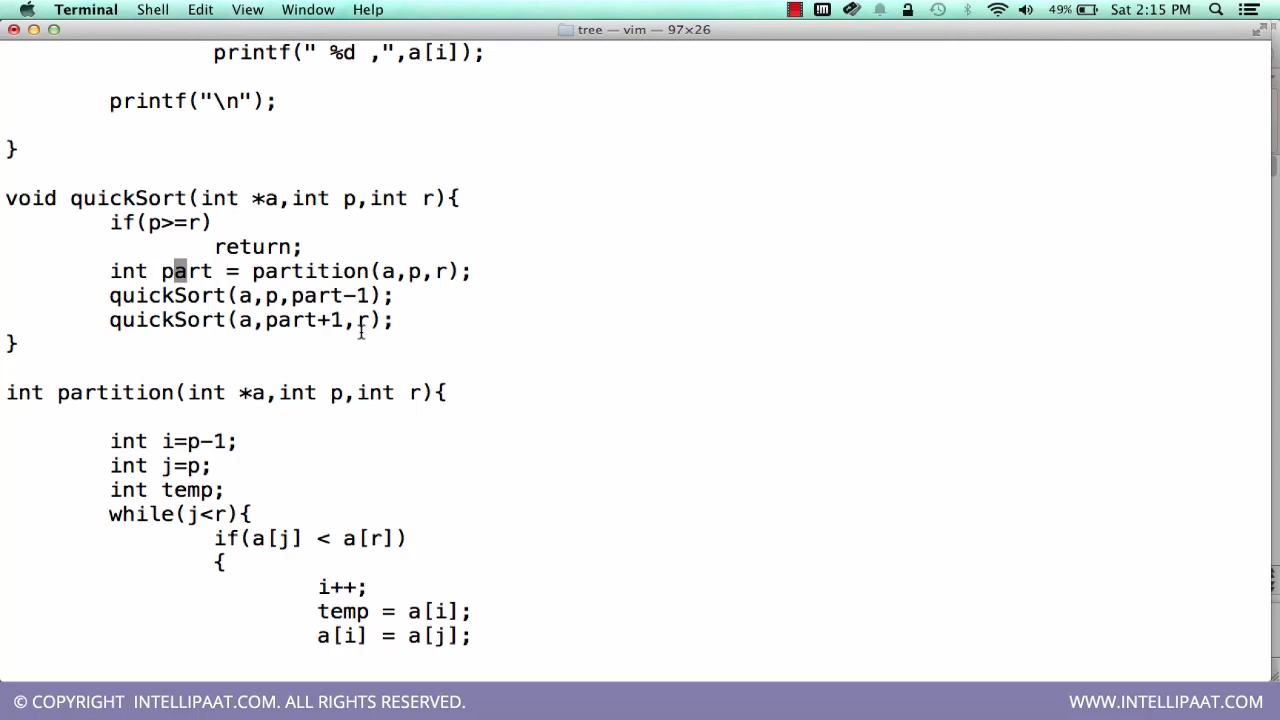 Terminal Shell Edit View Window Help 49% Sat 2:15 PM
tree — vim — 97×26
printf(" %d ,",a[i]);
printf("\n");
}
void quickSort(int *a,int p,int r){
if(p>=r)
return;
int part = partition(a,p,r);
quickSort(a,p,part-1);
quickSort(a,part+1,r);
}
int partition(int *a,int p,int r){
int i=p-1;
int j=p;
int temp;
while(j<r){
if(a[j] < a[r])
{
i++;
temp = a[i];
a[i] = a[j];
© COPYRIGHT INTELLIPAAT.COM. ALL RIGHTS RESERVED. WWW.INTELLIPAAT.COM